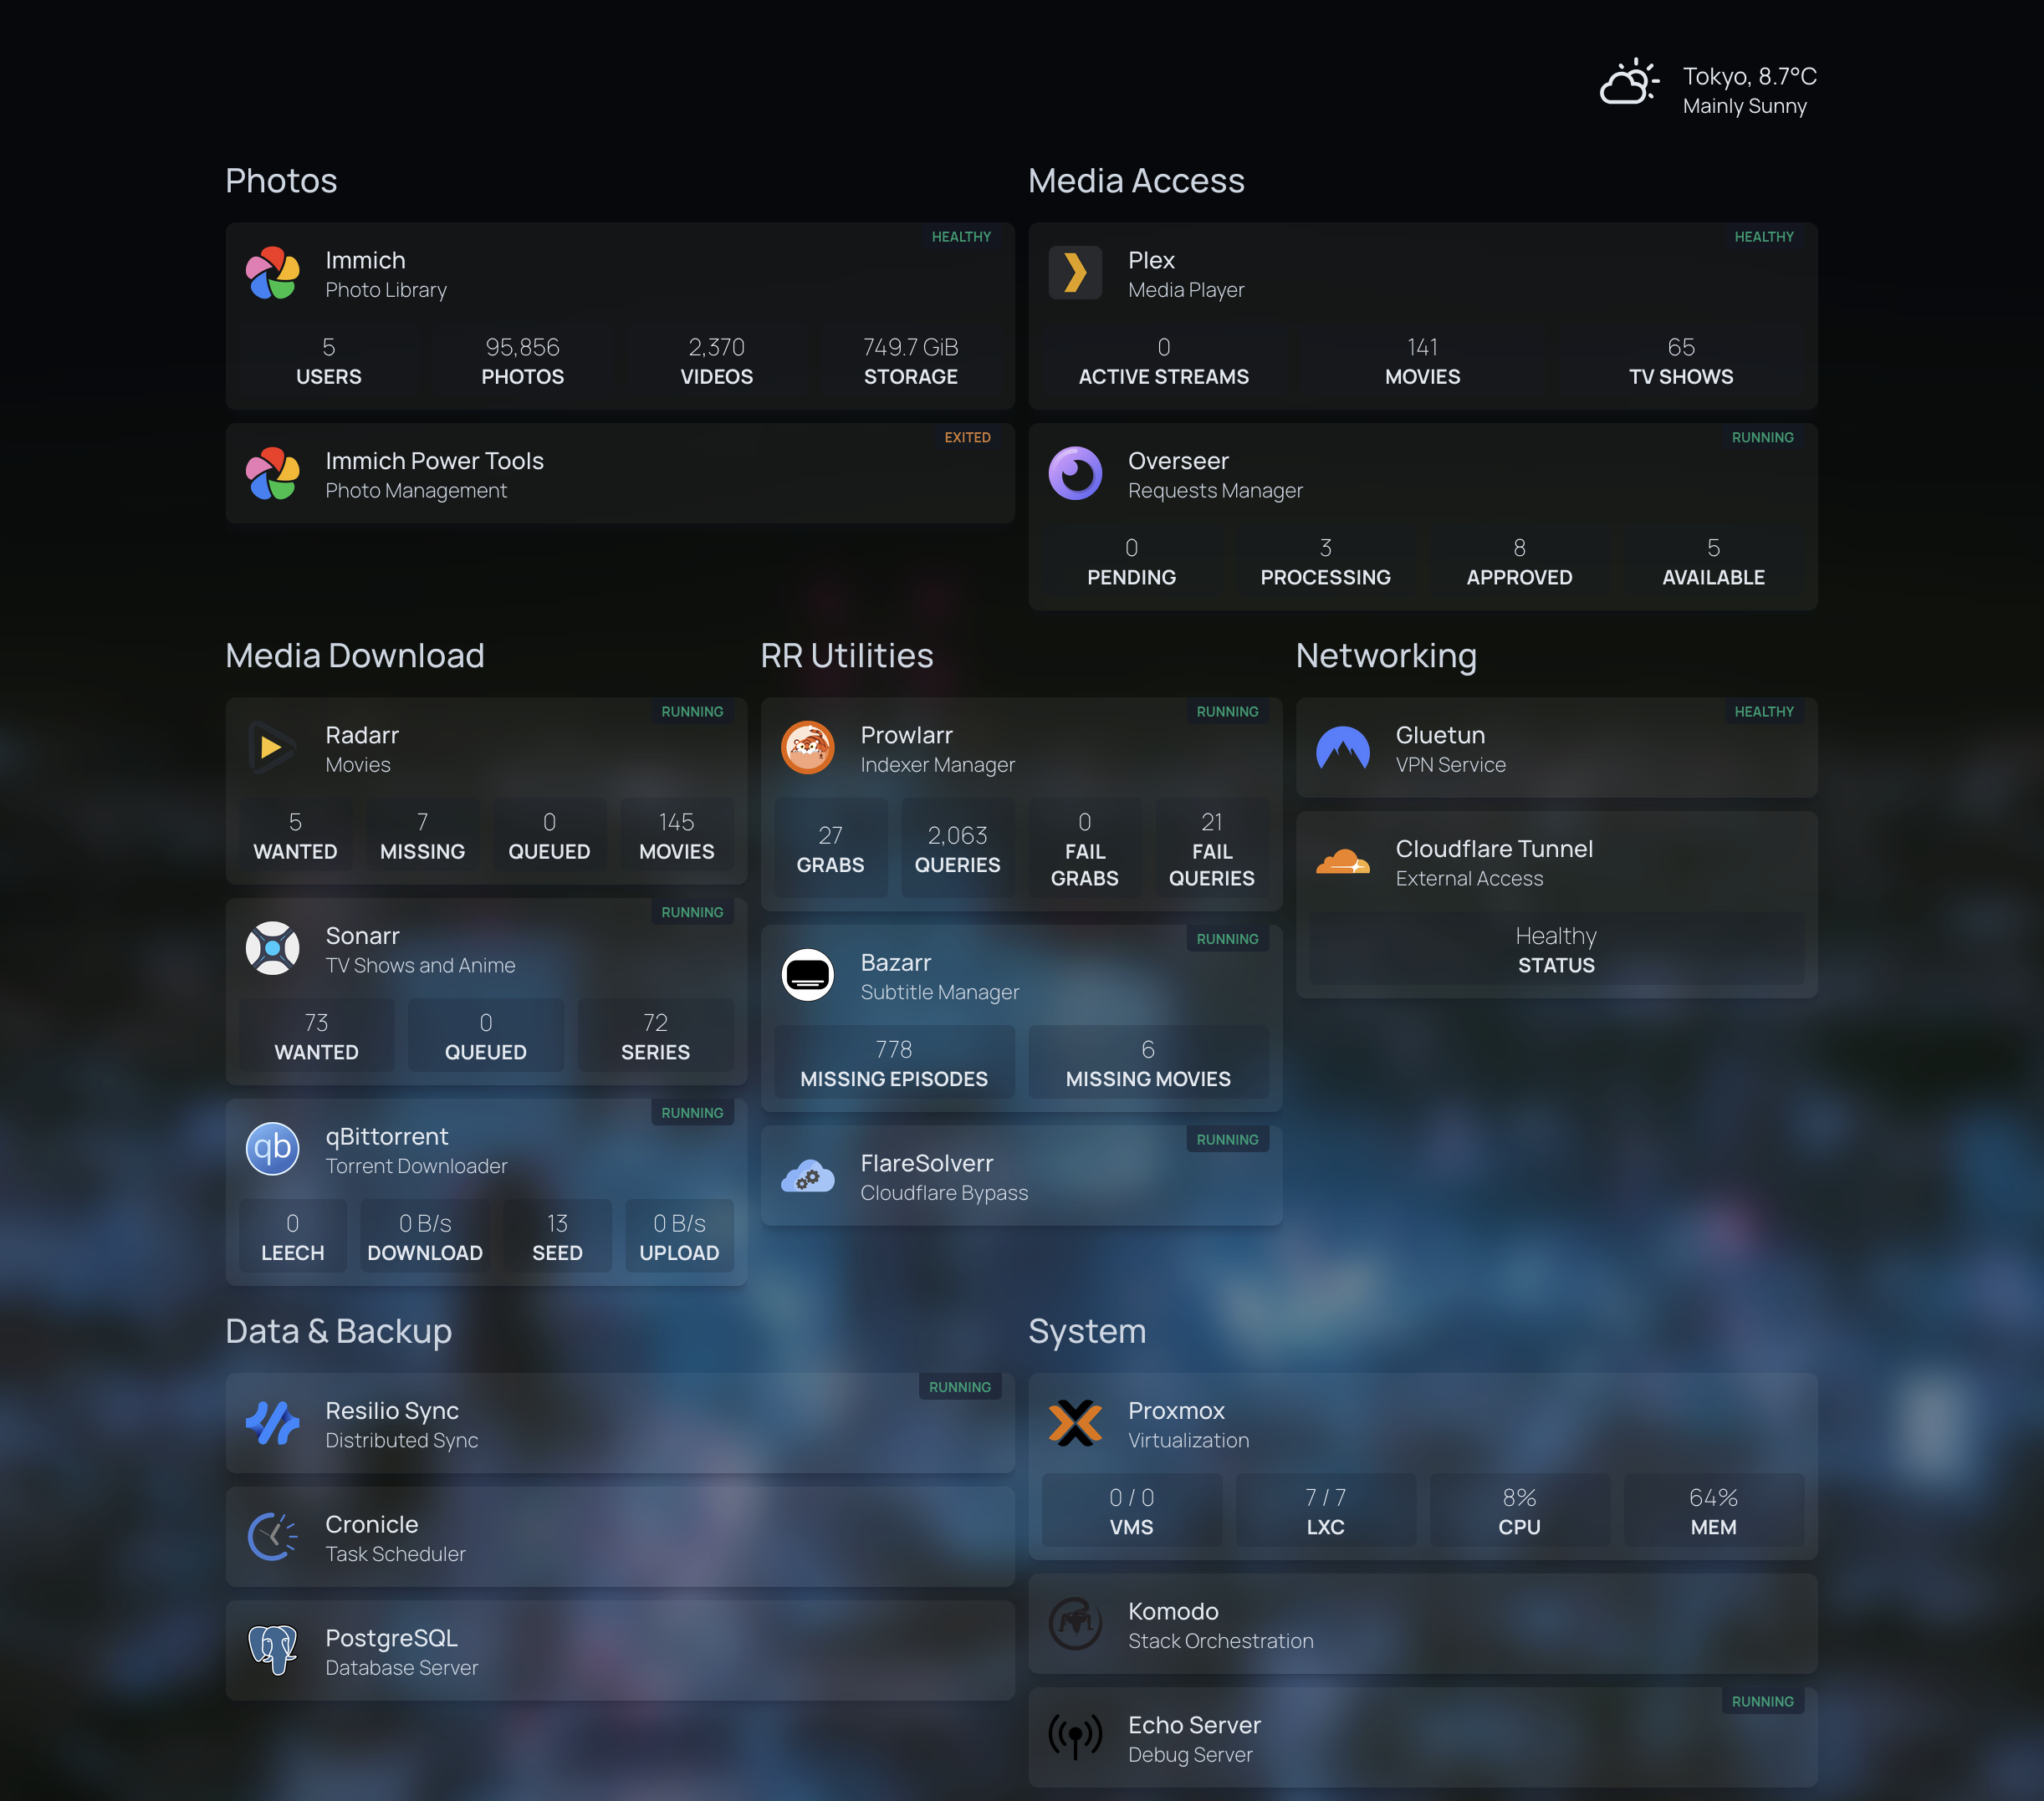 Tokyo, 8.7°C
Mainly Sunny
Photos
HEALTHY
Immich
Photo Library
5
USERS
95,856
PHOTOS
2,370
VIDEOS
749.7 GiB
STORAGE
EXITED
Immich Power Tools
Photo Management
Media Access
HEALTHY
Plex
Media Player
0
ACTIVE STREAMS
141
MOVIES
65
TV SHOWS
RUNNING
Overseer
Requests Manager
0
PENDING
3
PROCESSING
8
APPROVED
5
AVAILABLE
Media Download
RUNNING
Radarr
Movies
5
WANTED
7
MISSING
0
QUEUED
145
MOVIES
RUNNING
Sonarr
TV Shows and Anime
73
WANTED
0
QUEUED
72
SERIES
RUNNING
qb
qBittorrent
Torrent Downloader
0
LEECH
0 B/s
DOWNLOAD
13
SEED
0 B/s
UPLOAD
RR Utilities
RUNNING
Prowlarr
Indexer Manager
27
GRABS
2,063
QUERIES
0
FAIL
GRABS
21
FAIL
QUERIES
RUNNING
Bazarr
Subtitle Manager
778
MISSING EPISODES
6
MISSING MOVIES
RUNNING
FlareSolverr
Cloudflare Bypass
Networking
HEALTHY
Gluetun
VPN Service
Cloudflare Tunnel
External Access
Healthy
STATUS
Data & Backup
RUNNING
Resilio Sync
Distributed Sync
Cronicle
Task Scheduler
PostgreSQL
Database Server
System
Proxmox
Virtualization
0 / 0
VMS
7 / 7
LXC
8%
CPU
64%
MEM
Komodo
Stack Orchestration
RUNNING
Echo Server
Debug Server